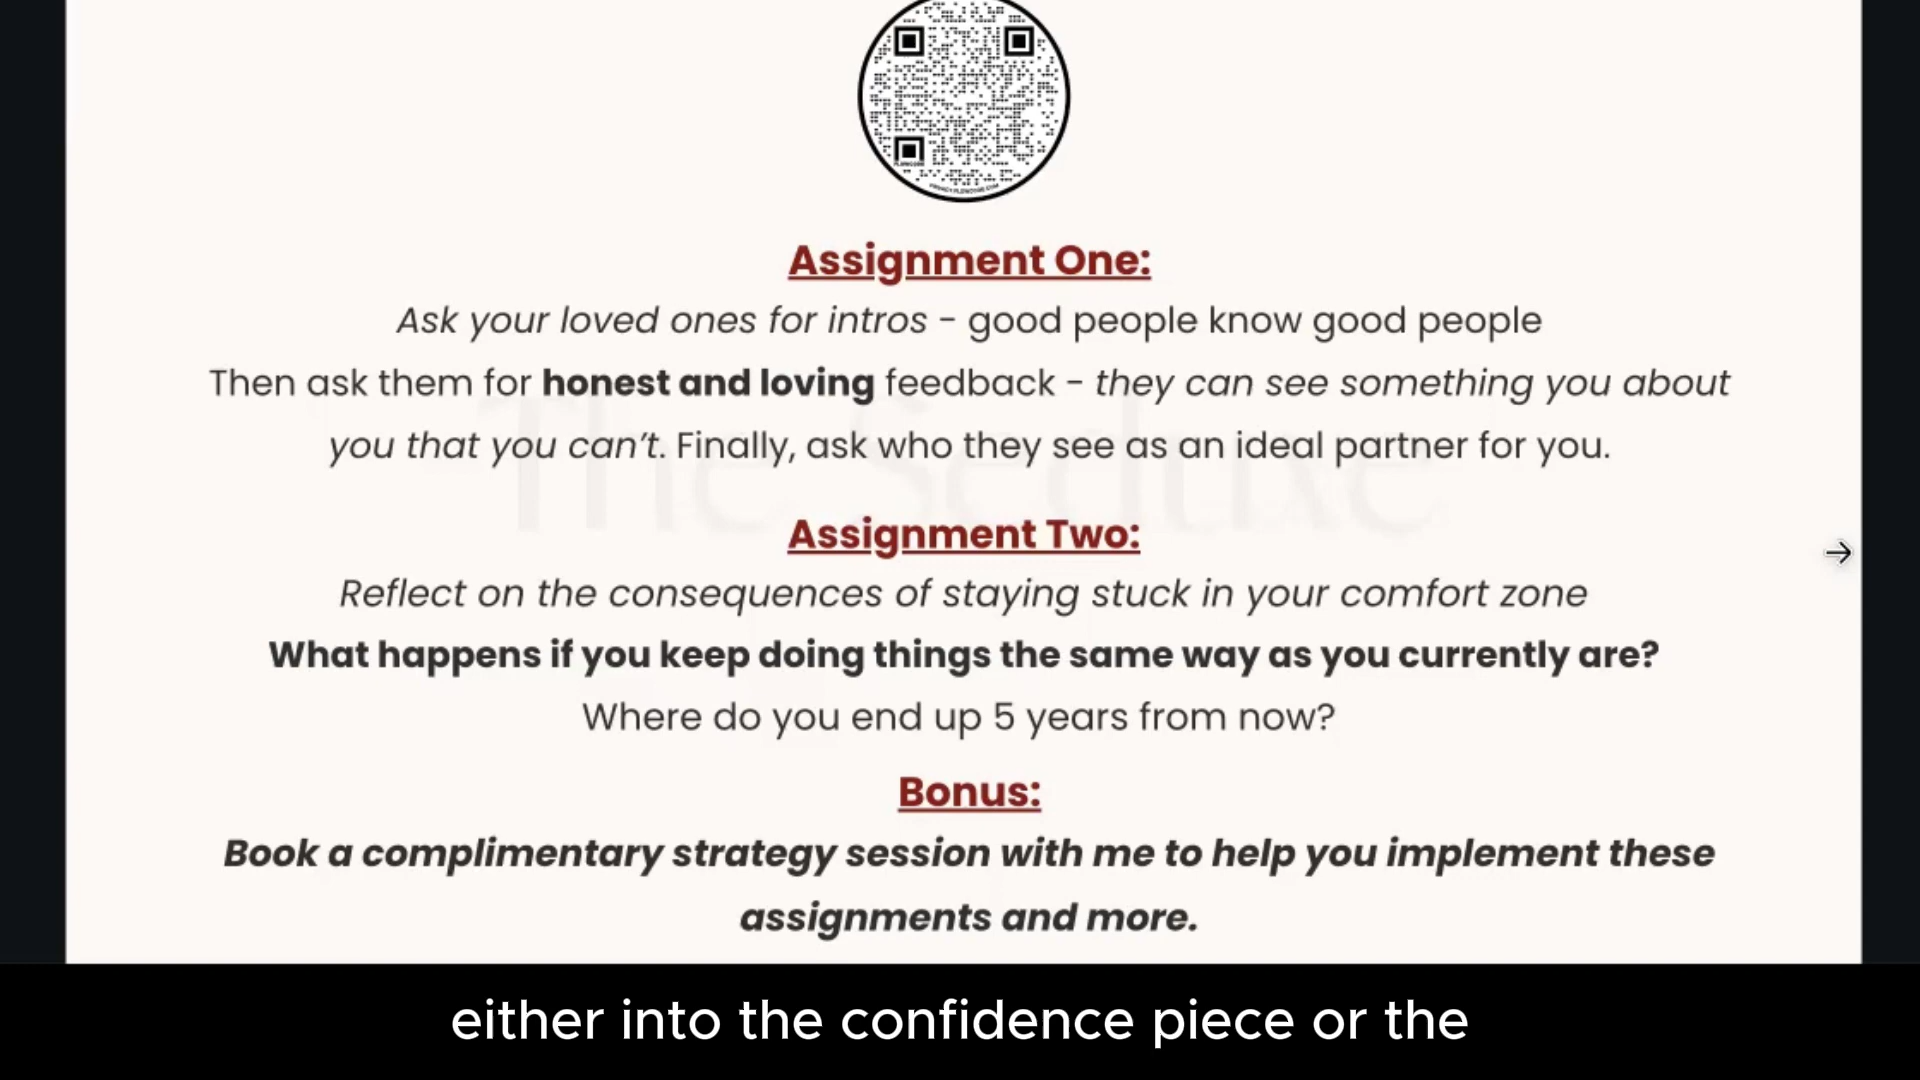 Assignment One:
Ask your loved ones for intros - good people know good people
Then ask them for honest and loving feedback - they can see something you about
you that you can't. Finally, ask who they see as an ideal partner for you.
Assignment Two:
Reflect on the consequences of staying stuck in your comfort zone
What happens if you keep doing things the same way as you currently are?
Where do you end up 5 years from now?
Bonus:
Book a complimentary strategy session with me to help you implement these
assignments and more.
either into the confidence piece or the